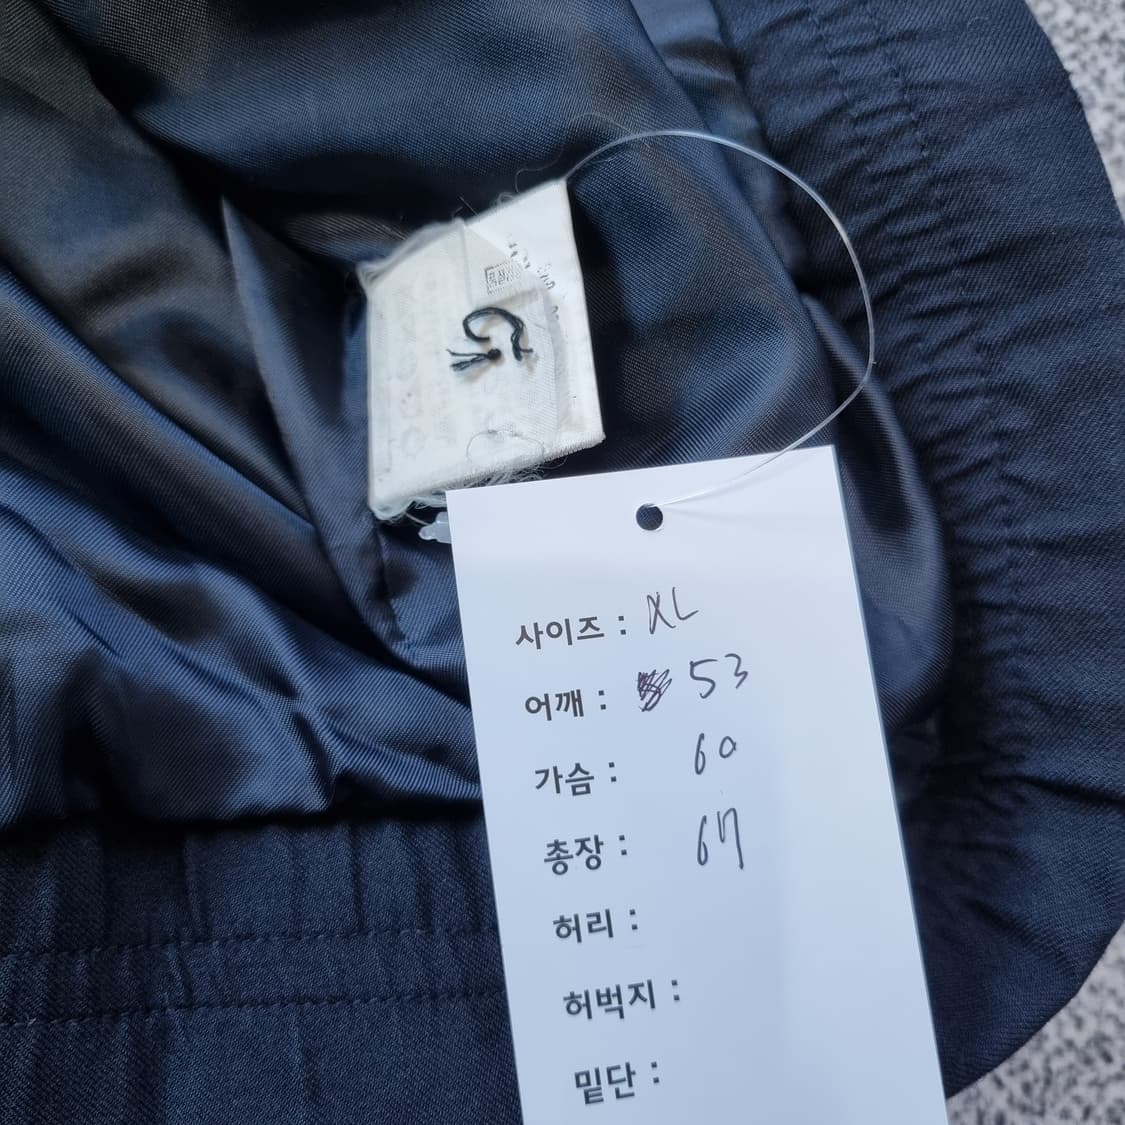 사이즈 : XL
어깨 : 53
가슴 : 60
총장 : 67
허리 :
허벅지 :
밑단 :